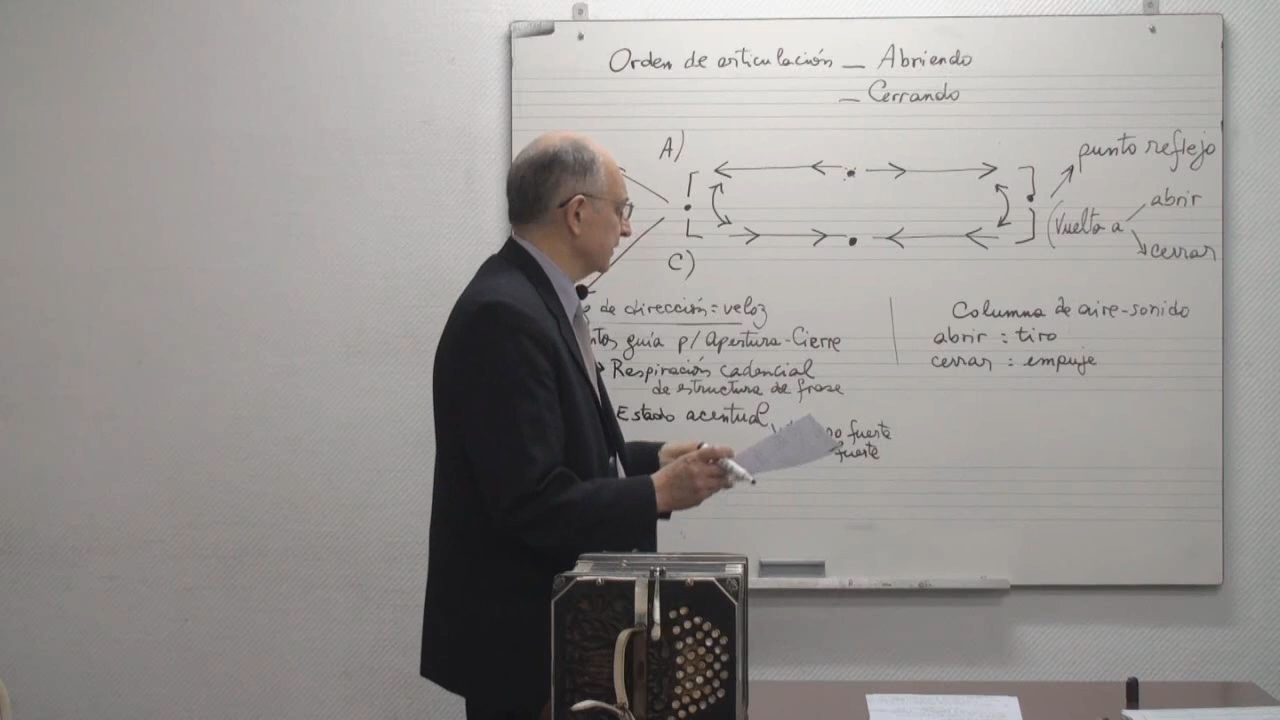 Orden de articulación — Abriendo
— Cerrando
A)
punto reflejo
(Vuelta a
abrir
cerrar
C)
de dirección = veloz
guía p/ Apertura-Cierre
Respiración cadencial
de estructura de frase
Estado acentual
fuerte
fuerte
Columna de aire-sonido
abrir : tiro
cerrar : empuje